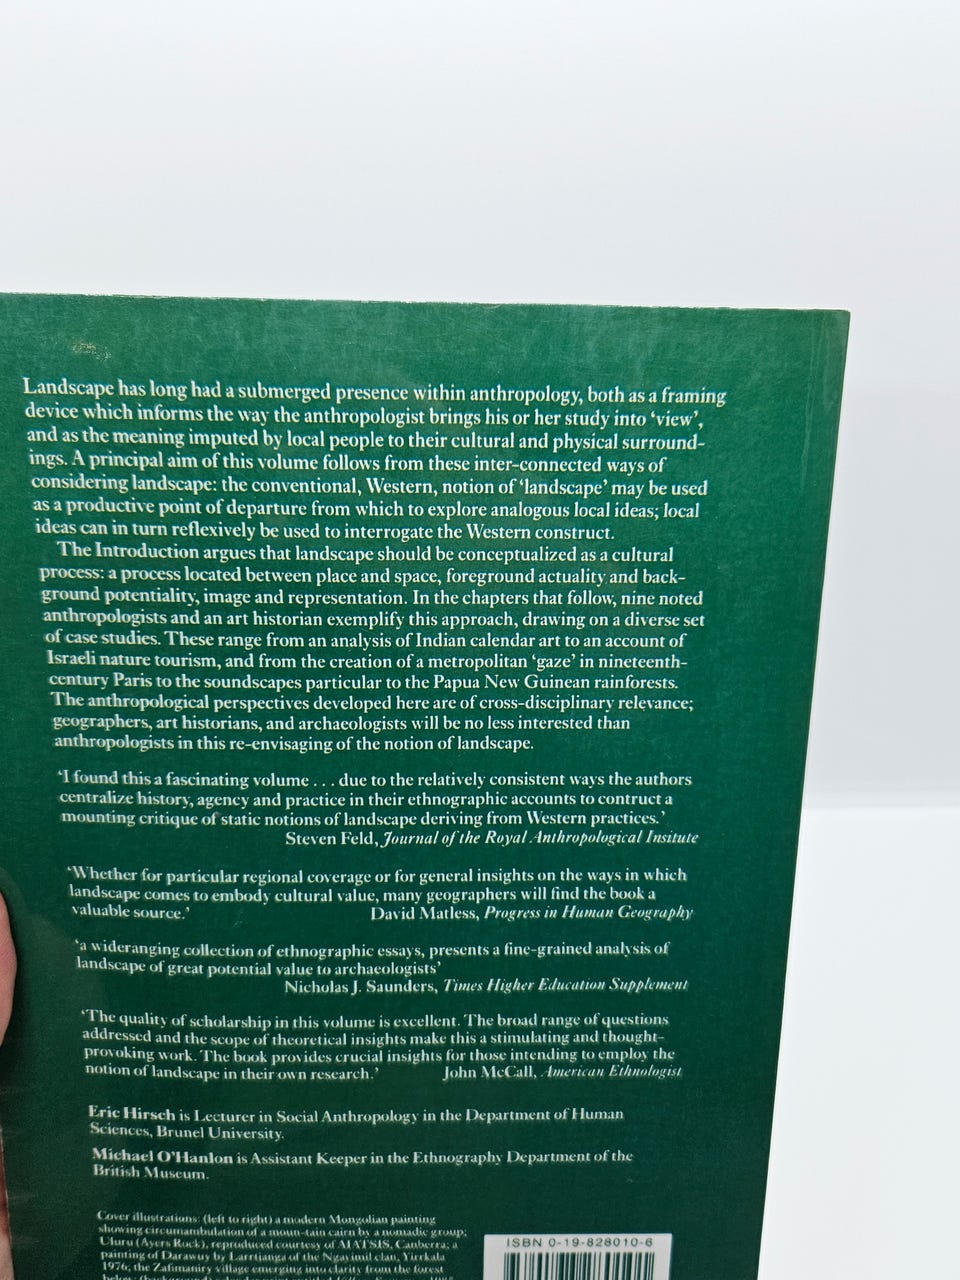 Landscape has long had a submerged presence within anthropology, both as a framing
device which informs the way the anthropologist brings his or her study into ‘view’,
and as the meaning imputed by local people to their cultural and physical surround-
ings. A principal aim of this volume follows from these inter-connected ways of
considering landscape: the conventional, Western, notion of ‘landscape’ may be used
as a productive point of departure from which to explore analogous local ideas; local
ideas can in turn reflexively be used to interrogate the Western construct.
The Introduction argues that landscape should be conceptualized as a cultural
process: a process located between place and space, foreground actuality and back-
ground potentiality, image and representation. In the chapters that follow, nine noted
anthropologists and an art historian exemplify this approach, drawing on a diverse set
of case studies. These range from an analysis of Indian calendar art to an account of
Israeli nature tourism, and from the creation of a metropolitan ‘gaze’ in nineteenth-
century Paris to the soundscapes particular to the Papua New Guinean rainforests.
The anthropological perspectives developed here are of cross-disciplinary relevance;
geographers, art historians, and archaeologists will be no less interested than
anthropologists in this re-envisaging of the notion of landscape.
‘I found this a fascinating volume . . . due to the relatively consistent ways the authors
centralize history, agency and practice in their ethnographic accounts to contruct a
mounting critique of static notions of landscape deriving from Western practices.’
Steven Feld, Journal of the Royal Anthropological Insitute
‘Whether for particular regional coverage or for general insights on the ways in which
landscape comes to embody cultural value, many geographers will find the book a
valuable source.’ David Matless, Progress in Human Geography
‘a wideranging collection of ethnographic essays, presents a fine-grained analysis of
landscape of great potential value to archaeologists’
Nicholas J. Saunders, Times Higher Education Supplement
‘The quality of scholarship in this volume is excellent. The broad range of questions
addressed and the scope of theoretical insights make this a stimulating and thought-
provoking work. The book provides crucial insights for those intending to employ the
notion of landscape in their own research.’ John McCall, American Ethnologist
Eric Hirsch is Lecturer in Social Anthropology in the Department of Human
Sciences, Brunel University.
Michael O’Hanlon is Assistant Keeper in the Ethnography Department of the
British Museum.
Cover illustrations: (left to right) a modern Mongolian painting
showing circumambulation of a moun-tain cairn by a nomadic group;
Uluru (Ayers Rock), reproduced courtesy of AIATSIS, Canberra; a
painting of Darawuy by Larrtjanga of the Ngayimil clan, Yirrkala
1976; the Zafimaniry village emerging into clarity from the forest
below; (background)
ISBN 0-19-828010-6